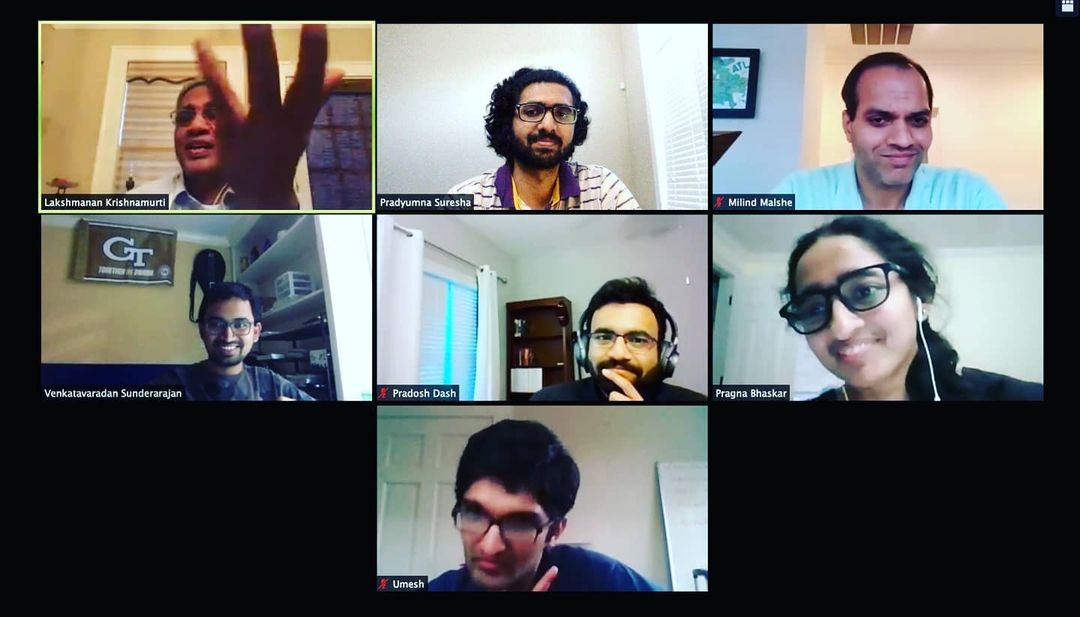 Lakshmanan Krishnamurti
Pradyumna Suresha
ATL
Milind Malshe
GT
TOGETHER WE SWARM
Venkatavaradan Sunderarajan
Pradosh Dash
Pragna Bhaskar
Umesh